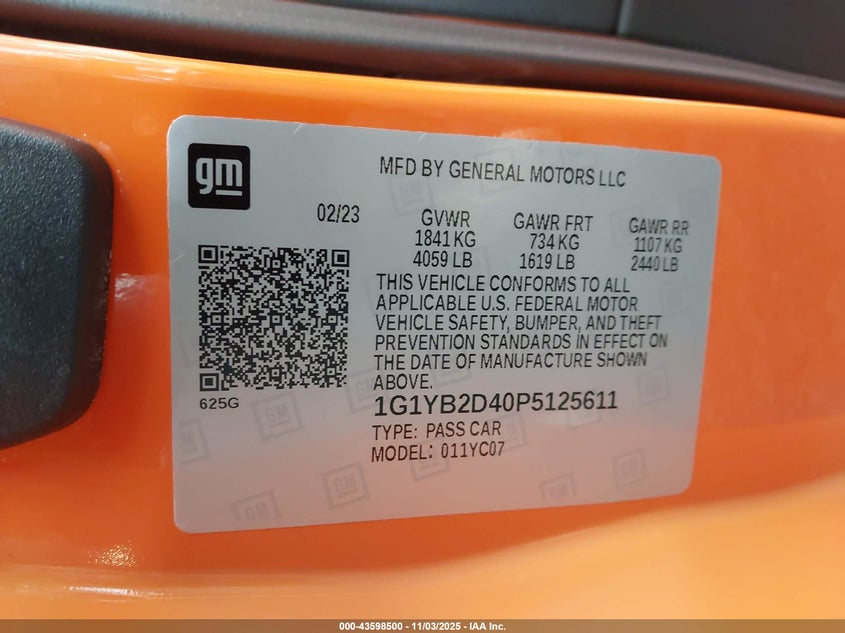 gm
MFD BY GENERAL MOTORS LLC
02/23
GVWR GAWR FRT GAWR RR
1841 KG 734 KG 1107 KG
4059 LB 1619 LB 2440 LB
THIS VEHICLE CONFORMS TO ALL
APPLICABLE U.S. FEDERAL MOTOR
VEHICLE SAFETY, BUMPER, AND THEFT
PREVENTION STANDARDS IN EFFECT ON
THE DATE OF MANUFACTURE SHOWN
ABOVE.
625G
1G1YB2D40P5125611
TYPE: PASS CAR
MODEL: 011YC07
GM GM GM
000-43598500 - 11/03/2025 - IAA Inc.